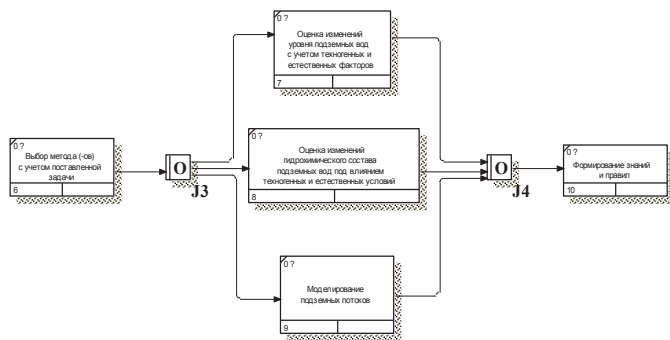 0 ?
Оценка изменений
уровня подземных вод
с учетом техногенных и
естественных факторов
7
0 ?
Выбор метода (-ов)
с учетом поставленной
задачи
6
O
J3
0 ?
Оценка изменений
гидрохимического состава
подземных вод под влиянием
техногенных и естественных условий
8
O
J4
0 ?
Формирование знаний
и правил
10
0 ?
Моделирование
подземных потоков
9